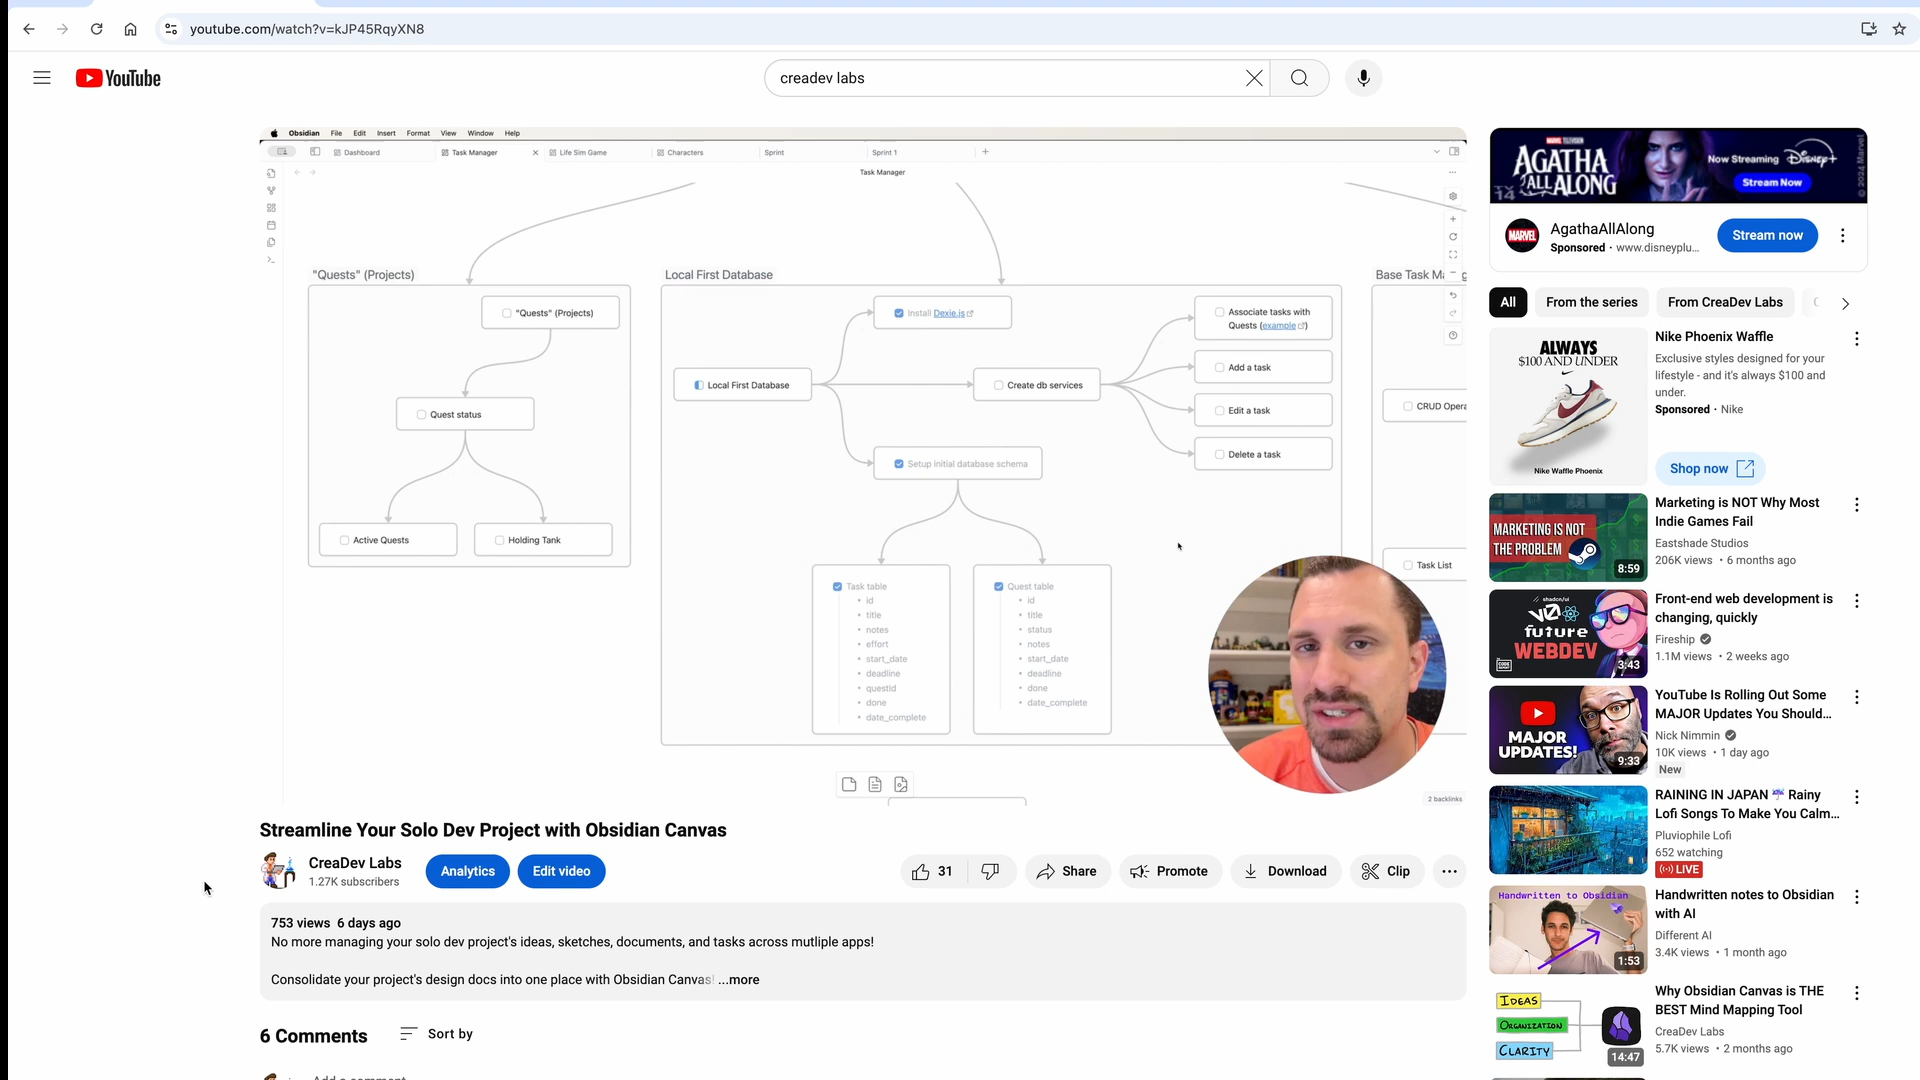 youtube.com/watch?v=kJP45RqyXN8
YouTube
creadev labs
Obsidian File Edit Insert Format View Window Help
Dashboard
Task Manager
Life Sim Game
Characters
Sprint
Sprint 1
Task Manager
"Quests" (Projects)
"Quests" (Projects)
Quest status
Active Quests
Holding Tank
Local First Database
Install Dexie.js
Local First Database
Create db services
Setup initial database schema
Associate tasks with
Quests (example)
Add a task
Edit a task
Delete a task
Task table
• id
• title
• notes
• effort
• start_date
• deadline
• questid
• done
• date_complete
Quest table
• id
• title
• status
• notes
• start_date
• deadline
• done
• date_complete
Base Task Ma
CRUD Opera
Task List
2 backlinks
Streamline Your Solo Dev Project with Obsidian Canvas
CreaDev Labs
1.27K subscribers
Analytics
Edit video
31
Share
Promote
Download
Clip
753 views 6 days ago
No more managing your solo dev project's ideas, sketches, documents, and tasks across mutliple apps!
Consolidate your project's design docs into one place with Obsidian Canvas! ...more
6 Comments
Sort by
Add a comment...
MARVEL TELEVISION
AGATHA
ALL ALONG
TV
14
Now Streaming Disney+
Stream Now
© 2024 Marvel
MARVEL
AgathaAllAlong
Sponsored · www.disneyplu...
Stream now
All
From the series
From CreaDev Labs
ALWAYS
$100 AND UNDER
Nike Waffle Phoenix
Nike Phoenix Waffle
Exclusive styles designed for your
lifestyle - and it's always $100 and
under.
Sponsored · Nike
Shop now
MARKETING IS NOT
THE PROBLEM
8:59
Marketing is NOT Why Most
Indie Games Fail
Eastshade Studios
206K views • 6 months ago
shadcn/ui
v0
future
WEBDEV
3:43
Front-end web development is
changing, quickly
Fireship
1.1M views • 2 weeks ago
MAJOR
UPDATES!
9:33
YouTube Is Rolling Out Some
MAJOR Updates You Should...
Nick Nimmin
10K views • 1 day ago
New
RAINING IN JAPAN☔ Rainy
Lofi Songs To Make You Calm...
Pluviophile Lofi
652 watching
LIVE
Handwritten to Obsidian
1:53
Handwritten notes to Obsidian
with AI
Different AI
3.4K views • 1 month ago
IDEAS
ORGANIZATION
CLARITY
14:47
Why Obsidian Canvas is THE
BEST Mind Mapping Tool
CreaDev Labs
5.7K views • 2 months ago